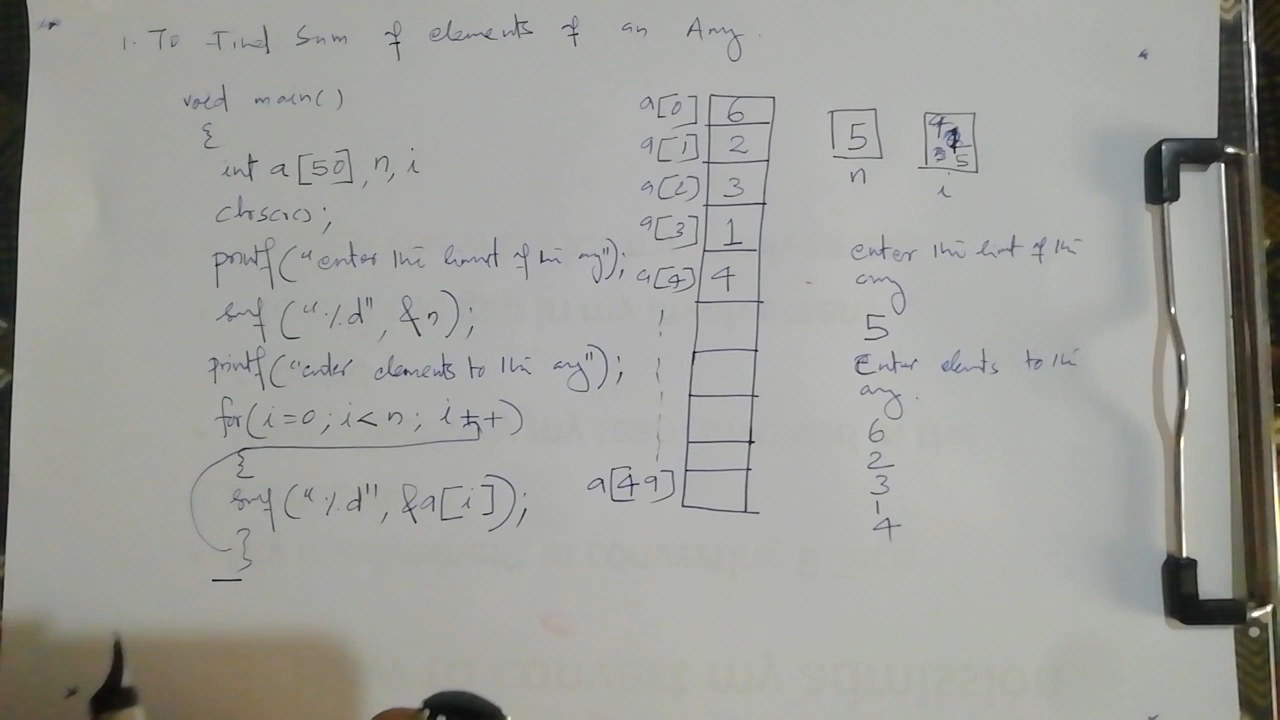 1. To Find Sum of elements of an Array.
void main()
{
int a[50], n, i
clrscr();
printf("enter the limit of the array");
scanf("%d", &n);
printf("enter elements to the array");
for(i=0; i<n; i++)
{
scanf("%d", &a[i]);
}
a[0] 6
a[1] 2
a[2] 3
a[3] 1
a[4] 4
a[49]
5
n
4
3 5
i
enter the limit of the
array
5
Enter elements to the
array.
6
2
3
1
4